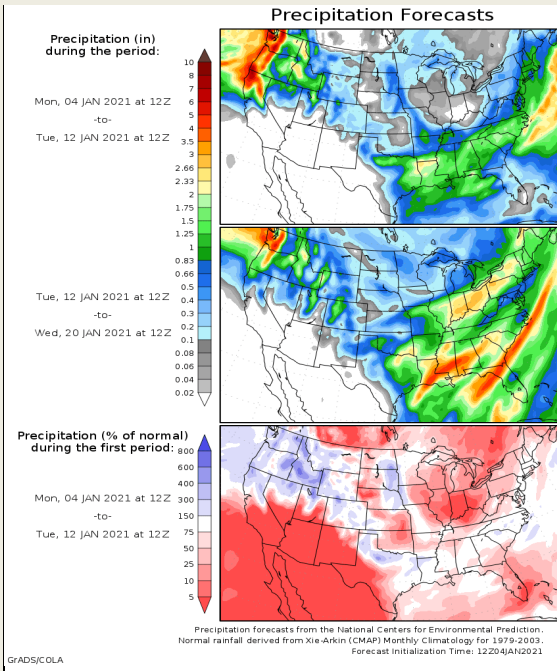 Precipitation Forecasts
Precipitation (in)
during the period:
Mon, 04 JAN 2021 at 12Z
-to-
Tue, 12 JAN 2021 at 12Z
Tue, 12 JAN 2021 at 12Z
-to-
Wed, 20 JAN 2021 at 12Z
10
8
7
6
5
4
3.5
3
2.66
2.33
2
1.75
1.5
1.25
1
0.83
0.66
0.5
0.4
0.3
0.2
0.1
0.08
0.06
0.04
0.02
Precipitation (% of normal)
during the first period:
Mon, 04 JAN 2021 at 12Z
-to-
Tue, 12 JAN 2021 at 12Z
800
600
400
300
150
75
50
25
10
5
Precipitation forecasts from the National Centers for Environmental Prediction.
Normal rainfall derived from Xie-Arkin (CMAP) Monthly Climatology for 1979-2003.
Forecast Initialization Time: 12Z04JAN2021
GrADS/COLA